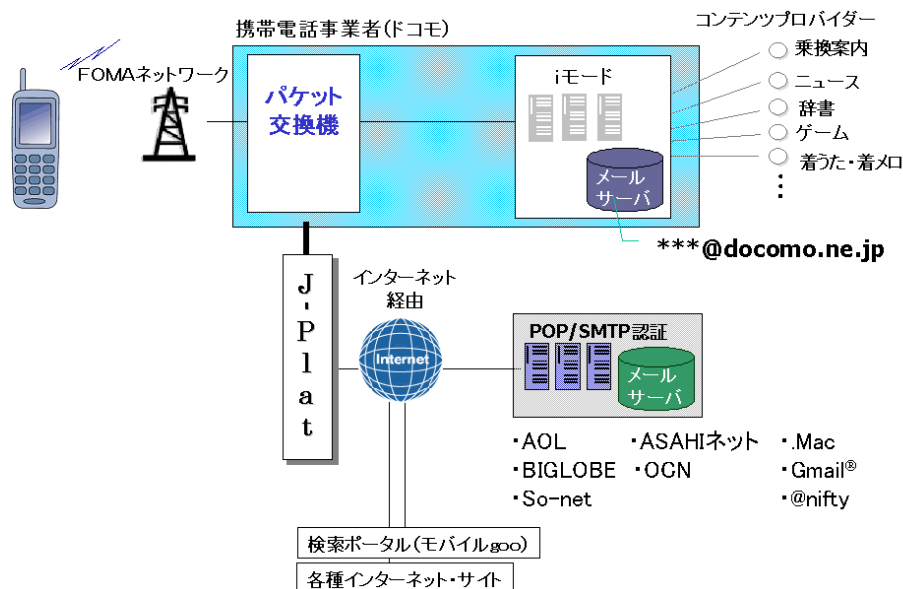 携帯電話事業者(ドコモ)
コンテンツプロバイダー
FOMAネットワーク
パケット
交換機
iモード
メール
サーバ
乗換案内
ニュース
辞書
ゲーム
着うた・着メロ
***@docomo.ne.jp
J-Plat
インターネット
経由
Internet
POP/SMTP認証
メール
サーバ
・AOL ・ASAHIネット ・.Mac
・BIGLOBE ・OCN ・Gmail®
・So-net ・@nifty
検索ポータル(モバイルgoo)
各種インターネット・サイト